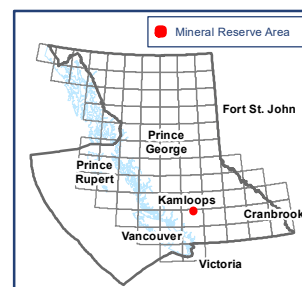 Mineral Reserve Area
Fort St. John
Prince
George
Prince
Rupert
Kamloops
Cranbrook
Vancouver
Victoria